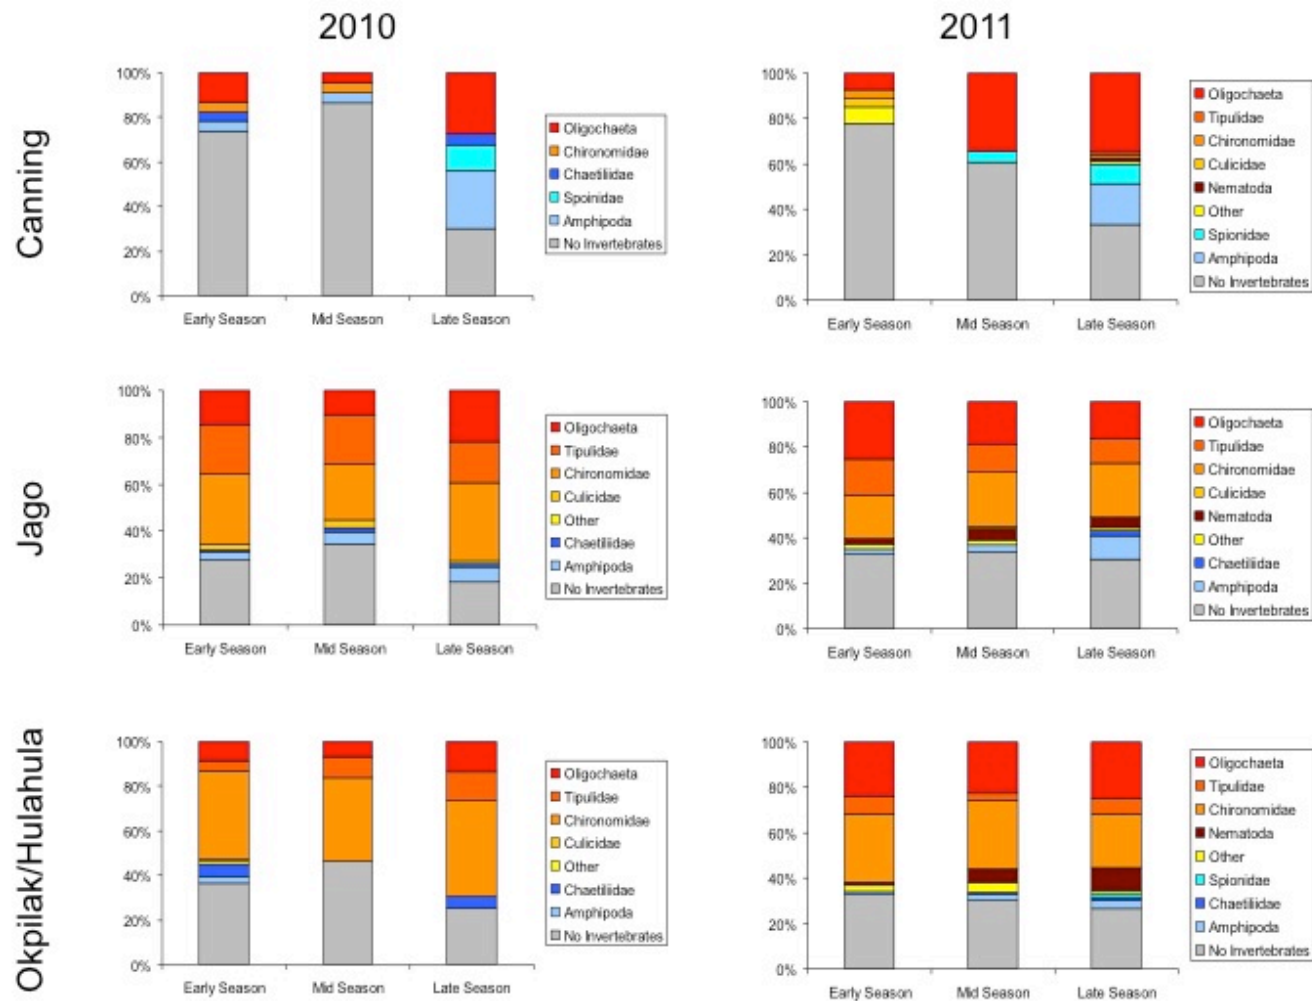 2010
2011
Canning
100%
80%
60%
40%
20%
0%
Early Season
Mid Season
Late Season
Oligochaeta
Chironomidae
Chaetiliidae
Spoinidae
Amphipoda
No Invertebrates
100%
80%
60%
40%
20%
0%
Early Season
Mid Season
Late Season
Oligochaeta
Tipulidae
Chironomidae
Culicidae
Nematoda
Other
Spionidae
Amphipoda
No Invertebrates
Jago
100%
80%
60%
40%
20%
0%
Early Season
Mid Season
Late Season
Oligochaeta
Tipulidae
Chironomidae
Culicidae
Other
Chaetiliidae
Amphipoda
No Invertebrates
100%
80%
60%
40%
20%
0%
Early Season
Mid Season
Late Season
Oligochaeta
Tipulidae
Chironomidae
Culicidae
Nematoda
Other
Chaetiliidae
Amphipoda
No Invertebrates
Okpilak/Hulahula
100%
80%
60%
40%
20%
0%
Early Season
Mid Season
Late Season
Oligochaeta
Tipulidae
Chironomidae
Culicidae
Other
Chaetiliidae
Amphipoda
No Invertebrates
100%
80%
60%
40%
20%
0%
Early Season
Mid Season
Late Season
Oligochaeta
Tipulidae
Chironomidae
Nematoda
Other
Spionidae
Chaetiliidae
Amphipoda
No Invertebrates